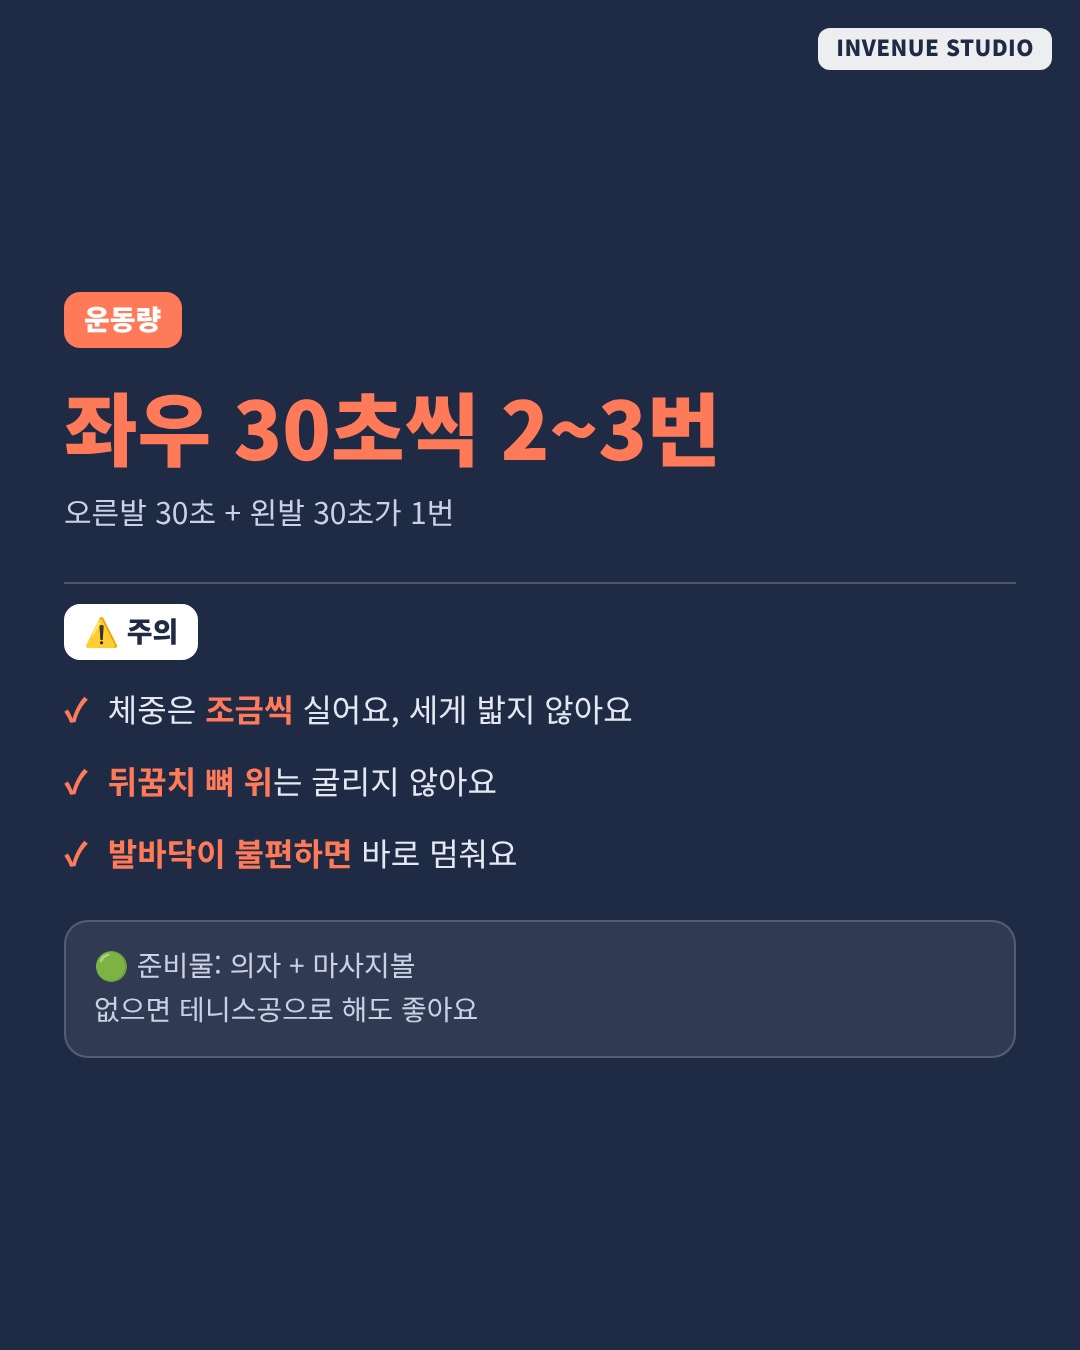 INVENUE STUDIO
운동량
좌우 30초씩 2~3번
오른발 30초 + 왼발 30초가 1번
⚠️ 주의
✓ 체중은 조금씩 실어요, 세게 밟지 않아요
✓ 뒤꿈치 뼈 위는 굴리지 않아요
✓ 발바닥이 불편하면 바로 멈춰요
🟢 준비물: 의자 + 마사지볼
없으면 테니스공으로 해도 좋아요